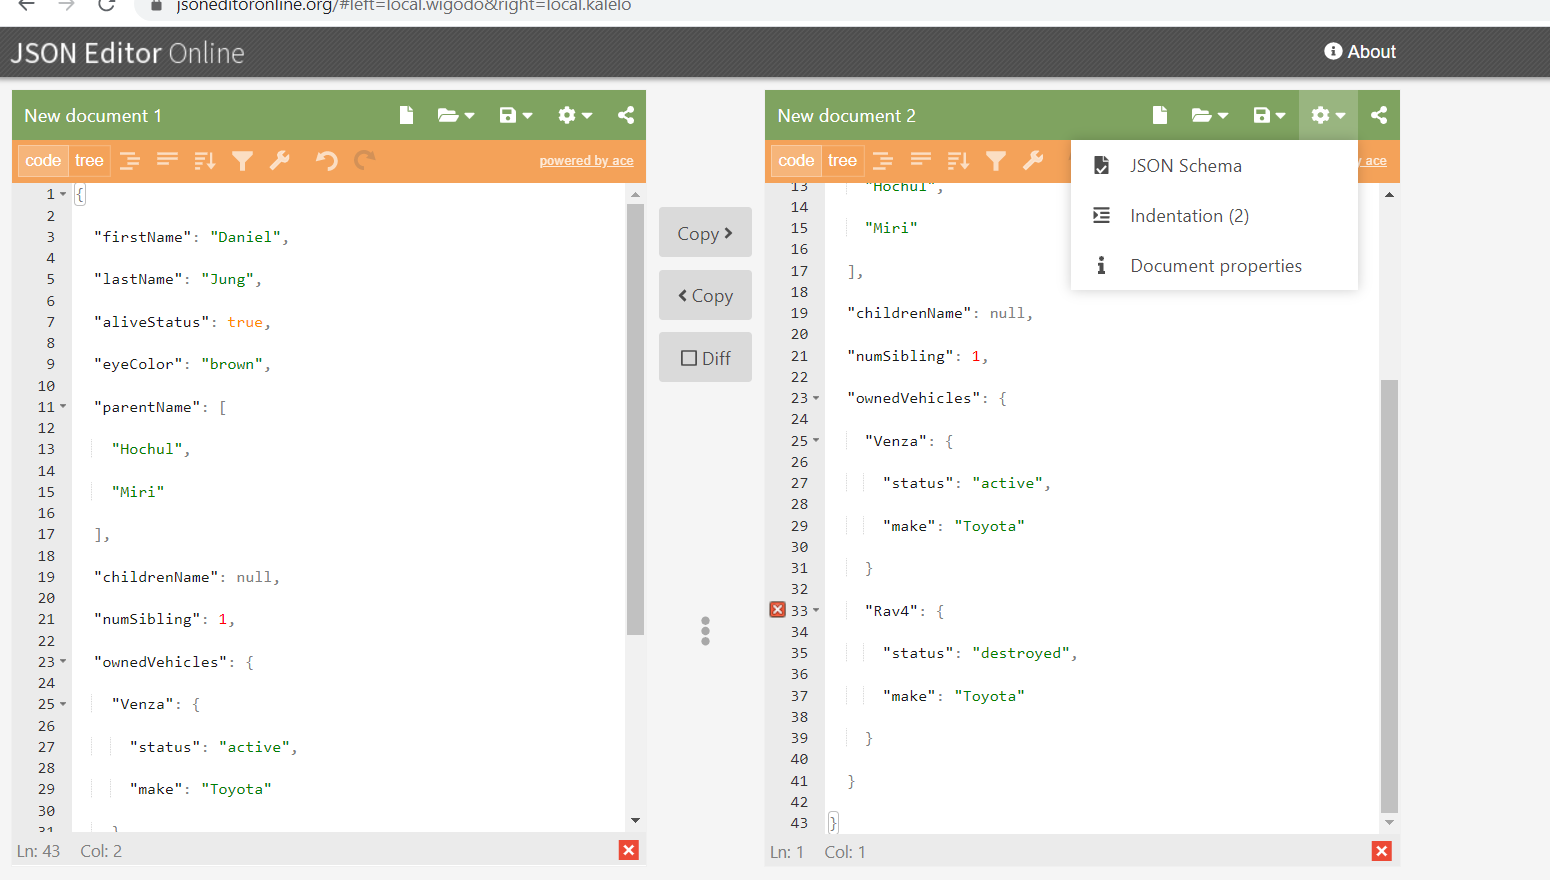 jsoneditoronline.org/#left=local.wigodo&right=local.kalelo
JSON Editor Online
About
New document 1
code tree
powered by ace
1 {
2
3 "firstName": "Daniel",
4
5 "lastName": "Jung",
6
7 "aliveStatus": true,
8
9 "eyeColor": "brown",
10
11 "parentName": [
12
13 "Hochul",
14
15 "Miri"
16
17 ],
18
19 "childrenName": null,
20
21 "numSibling": 1,
22
23 "ownedVehicles": {
24
25 "Venza": {
26
27 "status": "active",
28
29 "make": "Toyota"
30
31 }
Ln: 43 Col: 2
Copy >
< Copy
Diff
New document 2
code tree
y ace
JSON Schema
Indentation (2)
Document properties
13 "Hochul",
14
15 "Miri"
16
17 ],
18
19 "childrenName": null,
20
21 "numSibling": 1,
22
23 "ownedVehicles": {
24
25 "Venza": {
26
27 "status": "active",
28
29 "make": "Toyota"
30
31 }
32
33 "Rav4": {
34
35 "status": "destroyed",
36
37 "make": "Toyota"
38
39 }
40
41 }
42
43 }
Ln: 1 Col: 1